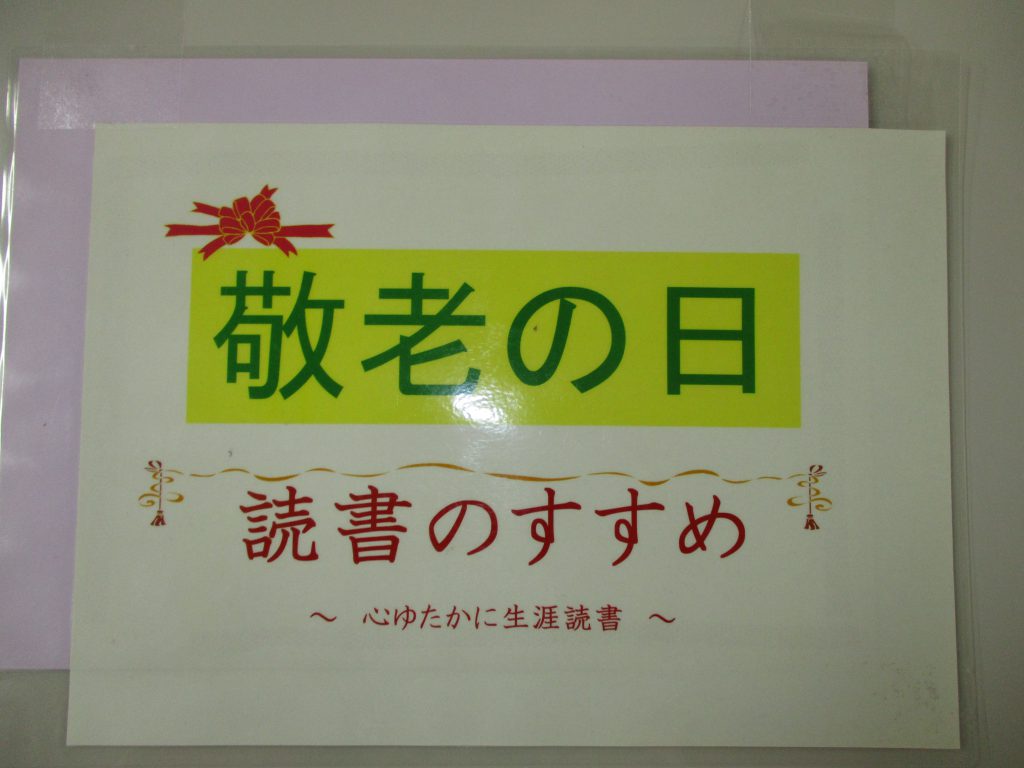 敬老の日
読書のすすめ
～ 心ゆたかに生涯読書 ～